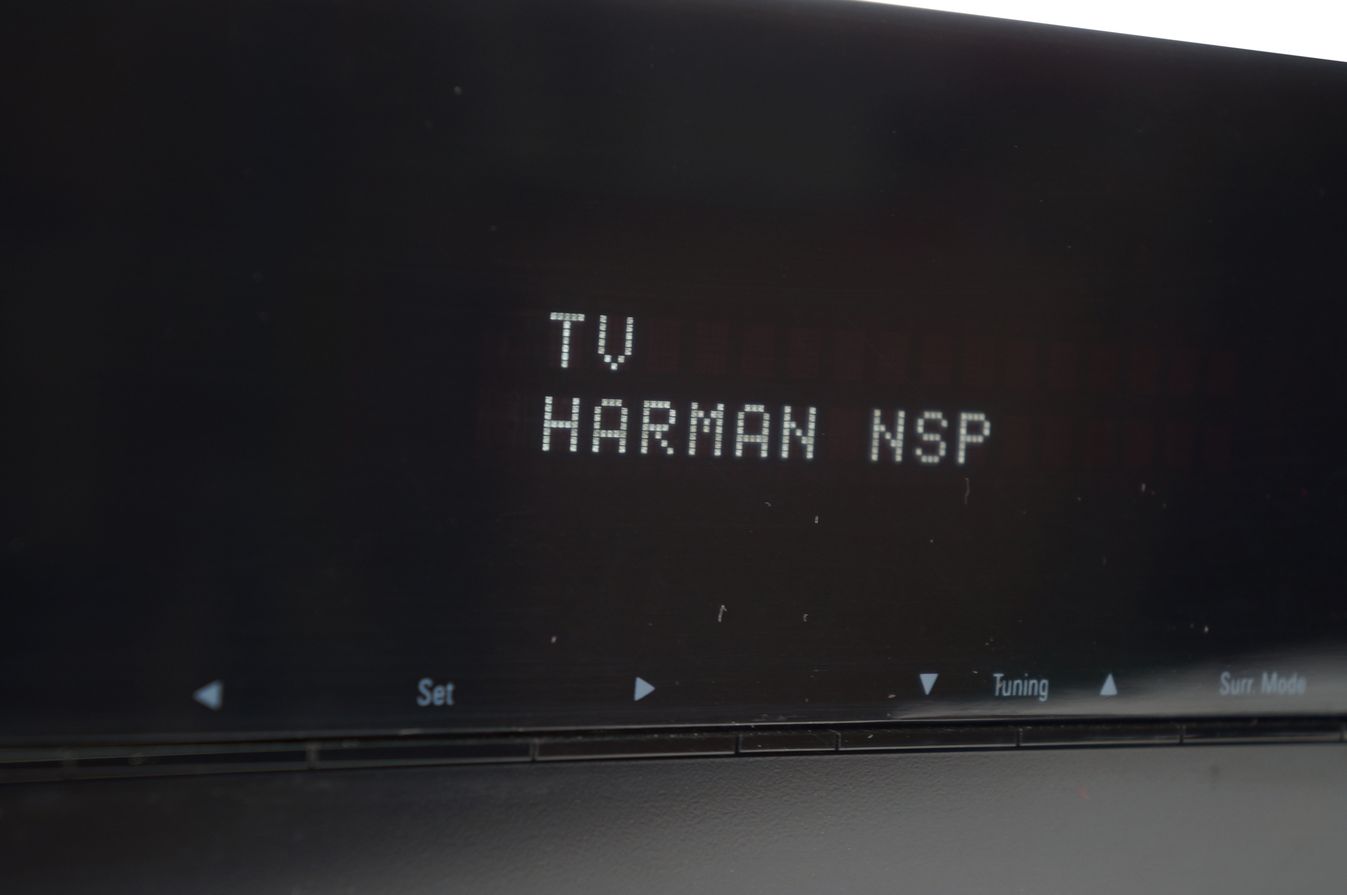 TV
HARMAN NSP
◀ Set ▶ ▼ Tuning ▲ Surr. Mode